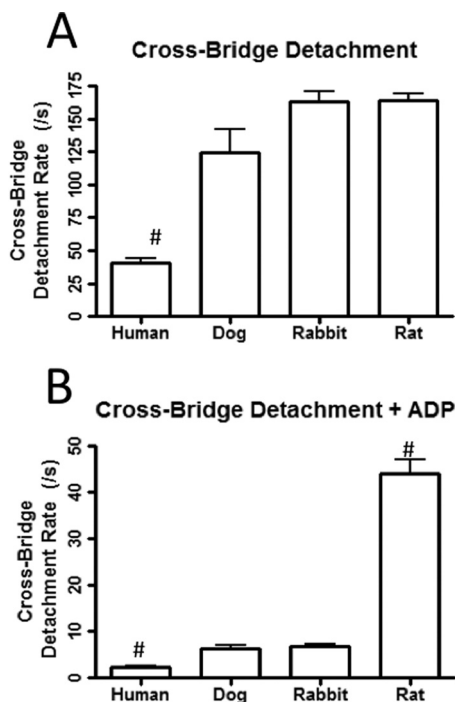 A
Cross-Bridge Detachment
Cross-Bridge
Detachment Rate (/s)
175
150
125
100
75
50
25
0
#
Human Dog Rabbit Rat
B
Cross-Bridge Detachment + ADP
Cross-Bridge
Detachment Rate (/s)
50
40
30
20
10
0
#
#
Human Dog Rabbit Rat